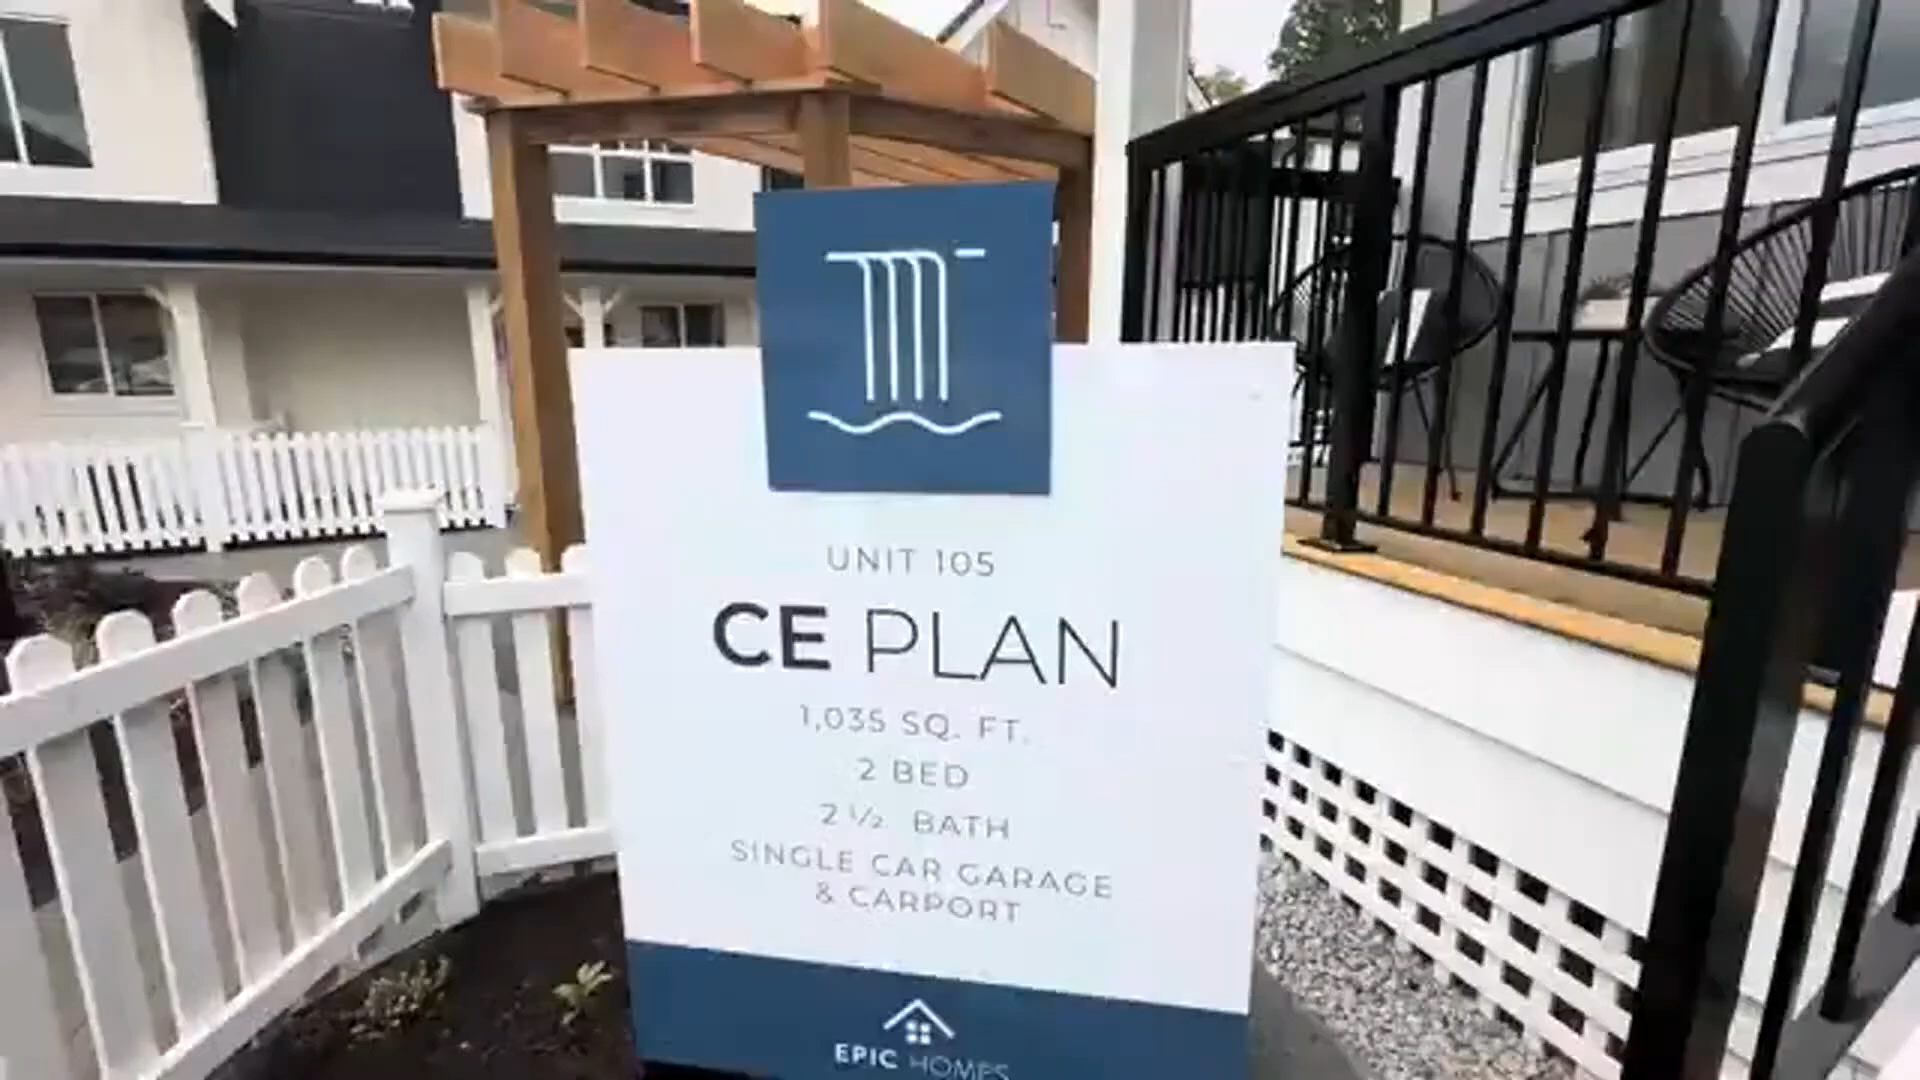 UNIT 105
CE PLAN
1,035 SQ. FT.
2 BED
2 ½ BATH
SINGLE CAR GARAGE
& CARPORT
EPIC HOMES